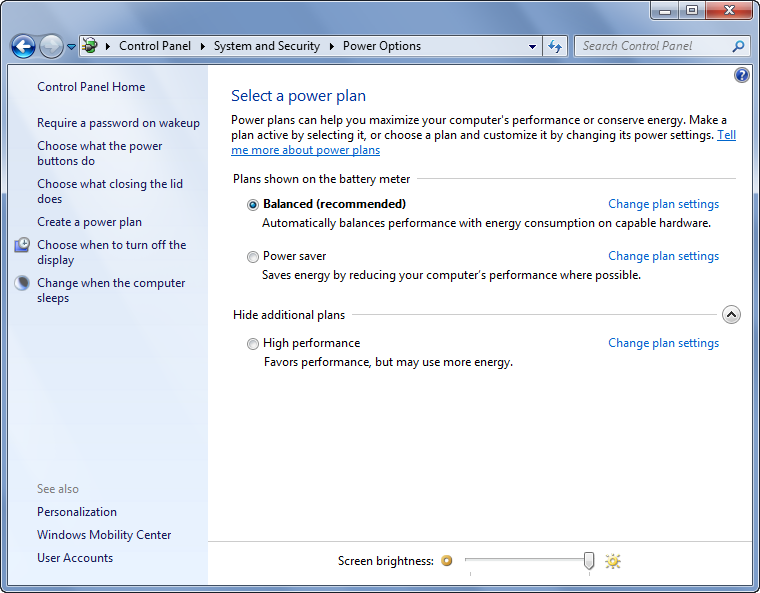 Control Panel System and Security Power Options
Search Control Panel
Control Panel Home
Require a password on wakeup
Choose what the power
buttons do
Choose what closing the lid
does
Create a power plan
Choose when to turn off the
display
Change when the computer
sleeps
See also
Personalization
Windows Mobility Center
User Accounts
Select a power plan
Power plans can help you maximize your computer's performance or conserve energy. Make a
plan active by selecting it, or choose a plan and customize it by changing its power settings. Tell
me more about power plans
Plans shown on the battery meter
Balanced (recommended) Change plan settings
Automatically balances performance with energy consumption on capable hardware.
Power saver Change plan settings
Saves energy by reducing your computer's performance where possible.
Hide additional plans
High performance Change plan settings
Favors performance, but may use more energy.
Screen brightness: